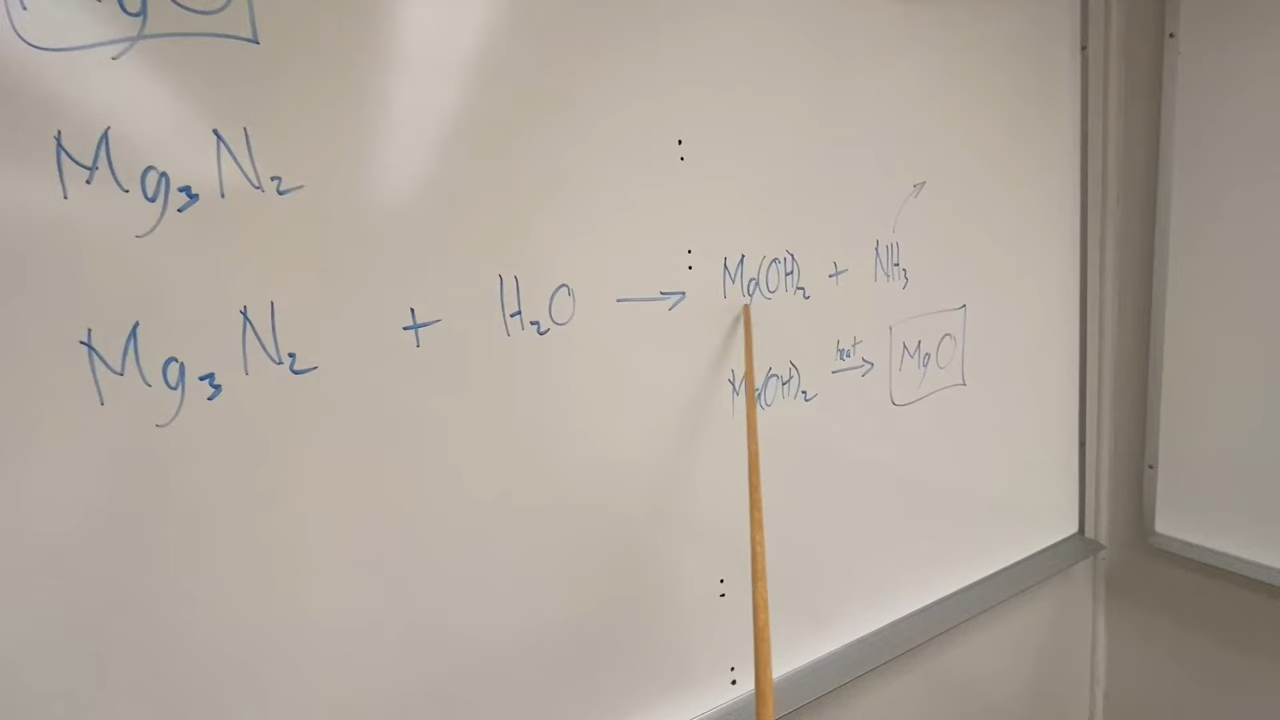 Mg₃N₂
Mg₃N₂ + H₂O → Mg(OH)₂ + NH₃
Mg(OH)₂ heat → MgO